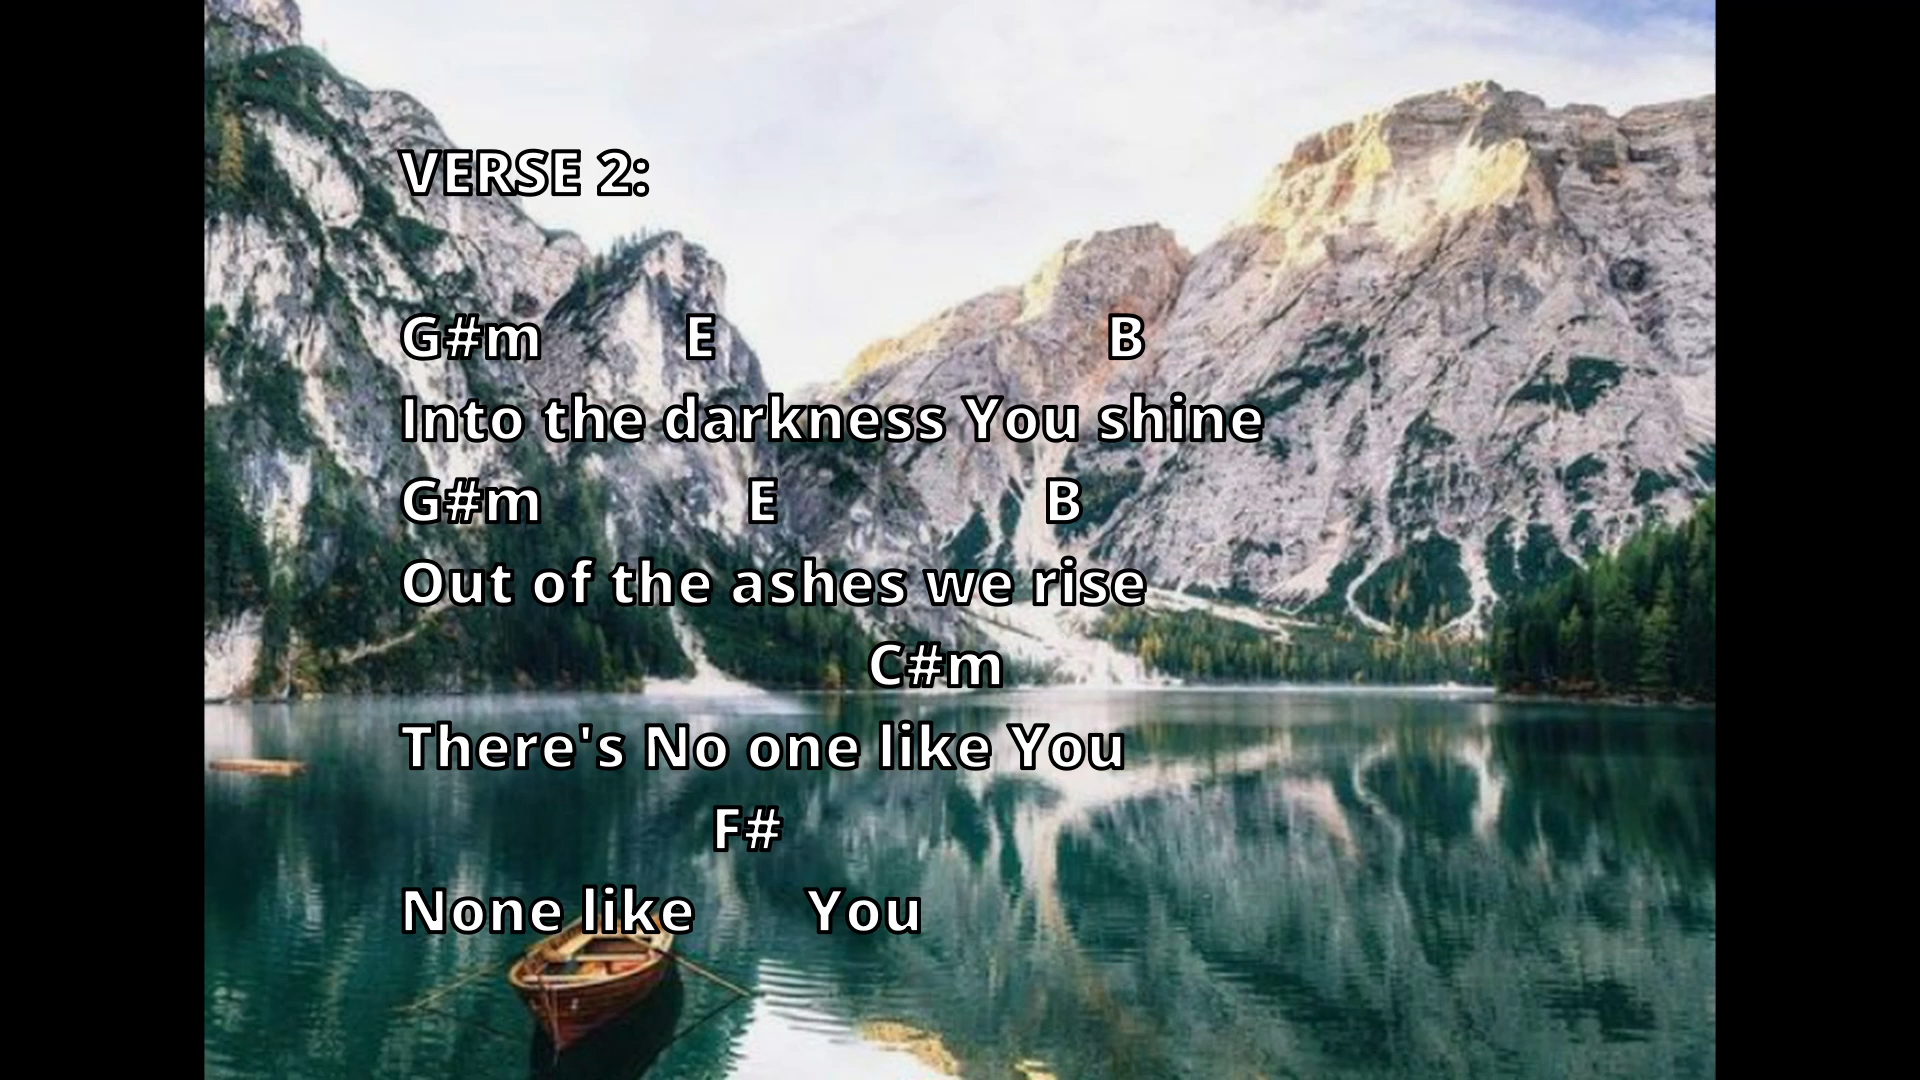 VERSE 2:
G#m E B
Into the darkness You shine
G#m E B
Out of the ashes we rise
C#m
There's No one like You
F#
None like You